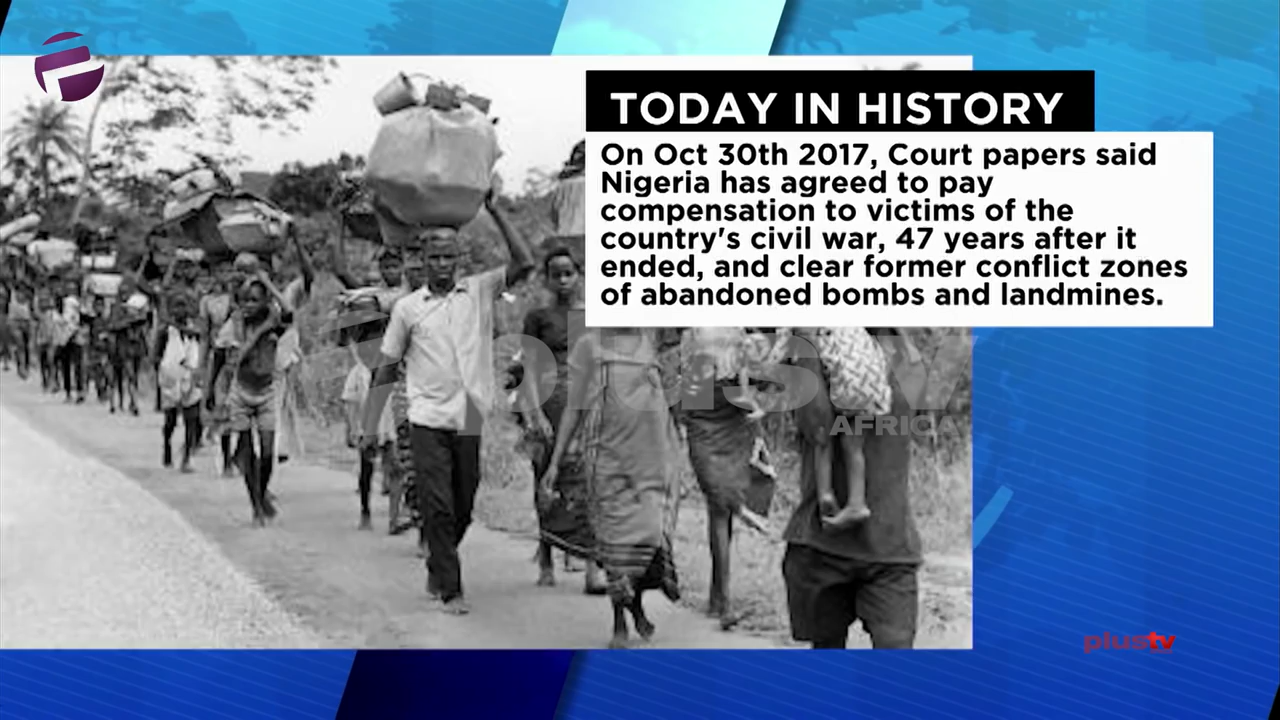 TODAY IN HISTORY
On Oct 30th 2017, Court papers said
Nigeria has agreed to pay
compensation to victims of the
country's civil war, 47 years after it
ended, and clear former conflict zones
of abandoned bombs and landmines.
plustv
AFRICA
plustv